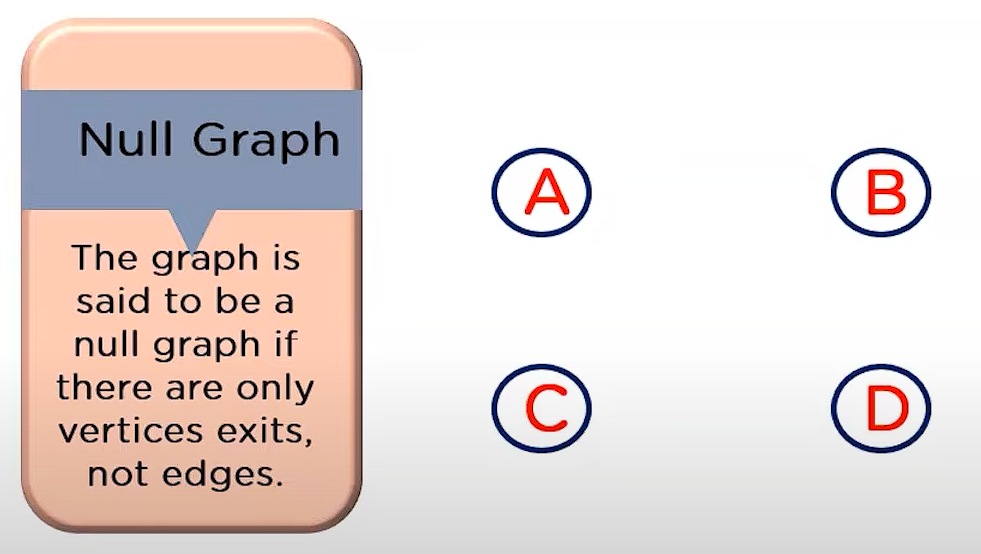 Null Graph
The graph is
said to be a
null graph if
there are only
vertices exits,
not edges.
A
B
C
D